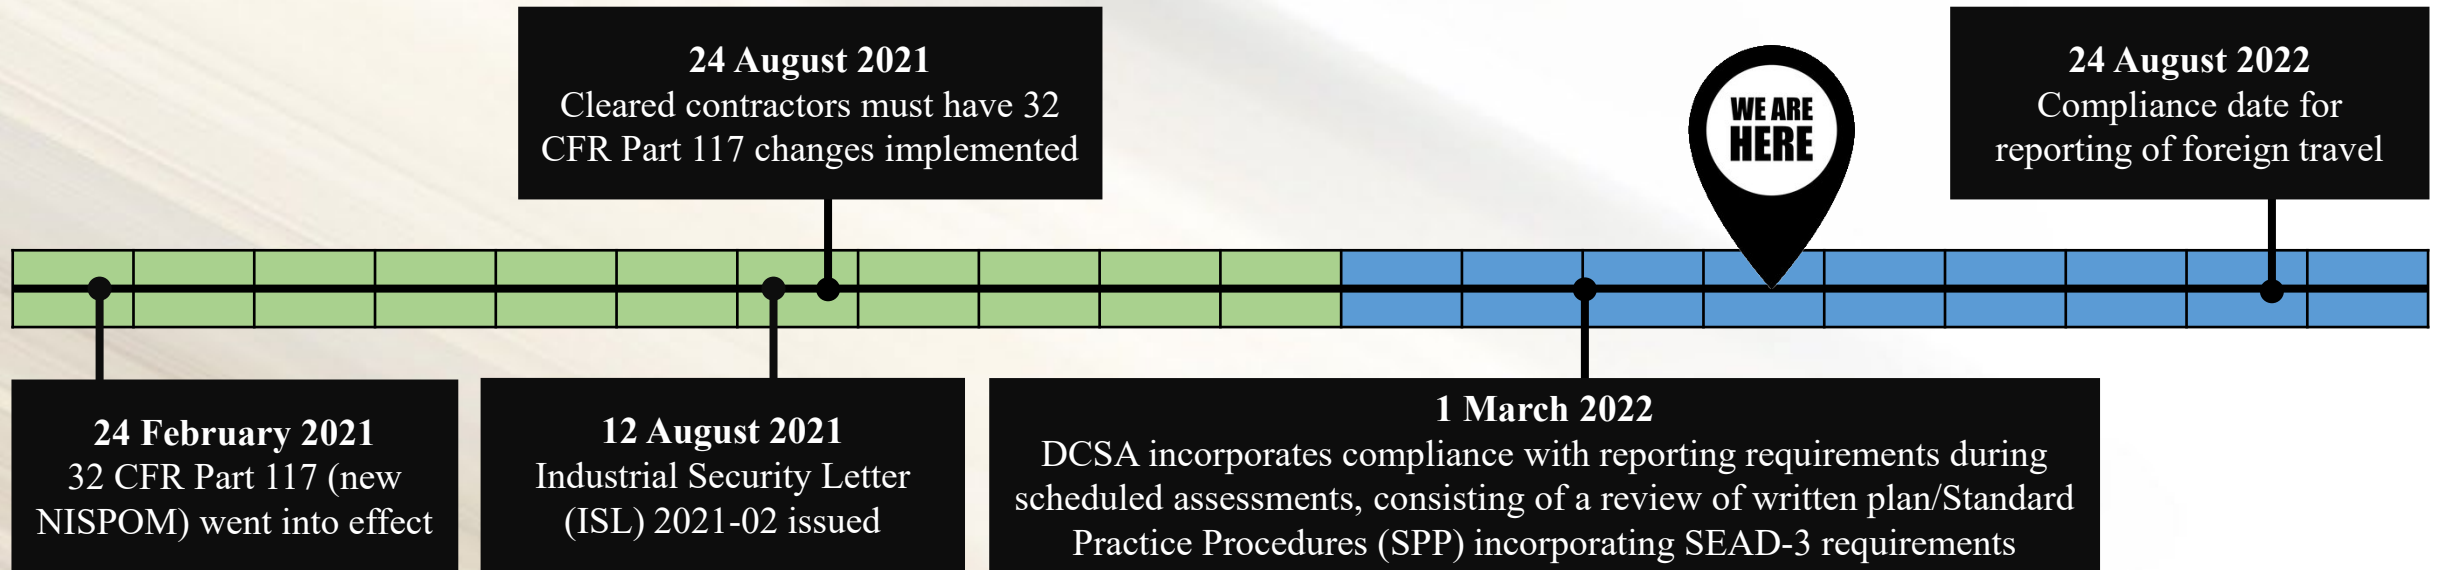 24 August 2021
Cleared contractors must have 32
CFR Part 117 changes implemented
WE ARE
HERE
24 August 2022
Compliance date for
reporting of foreign travel
24 February 2021
32 CFR Part 117 (new
NISPOM) went into effect
12 August 2021
Industrial Security Letter
(ISL) 2021-02 issued
1 March 2022
DCSA incorporates compliance with reporting requirements during
scheduled assessments, consisting of a review of written plan/Standard
Practice Procedures (SPP) incorporating SEAD-3 requirements